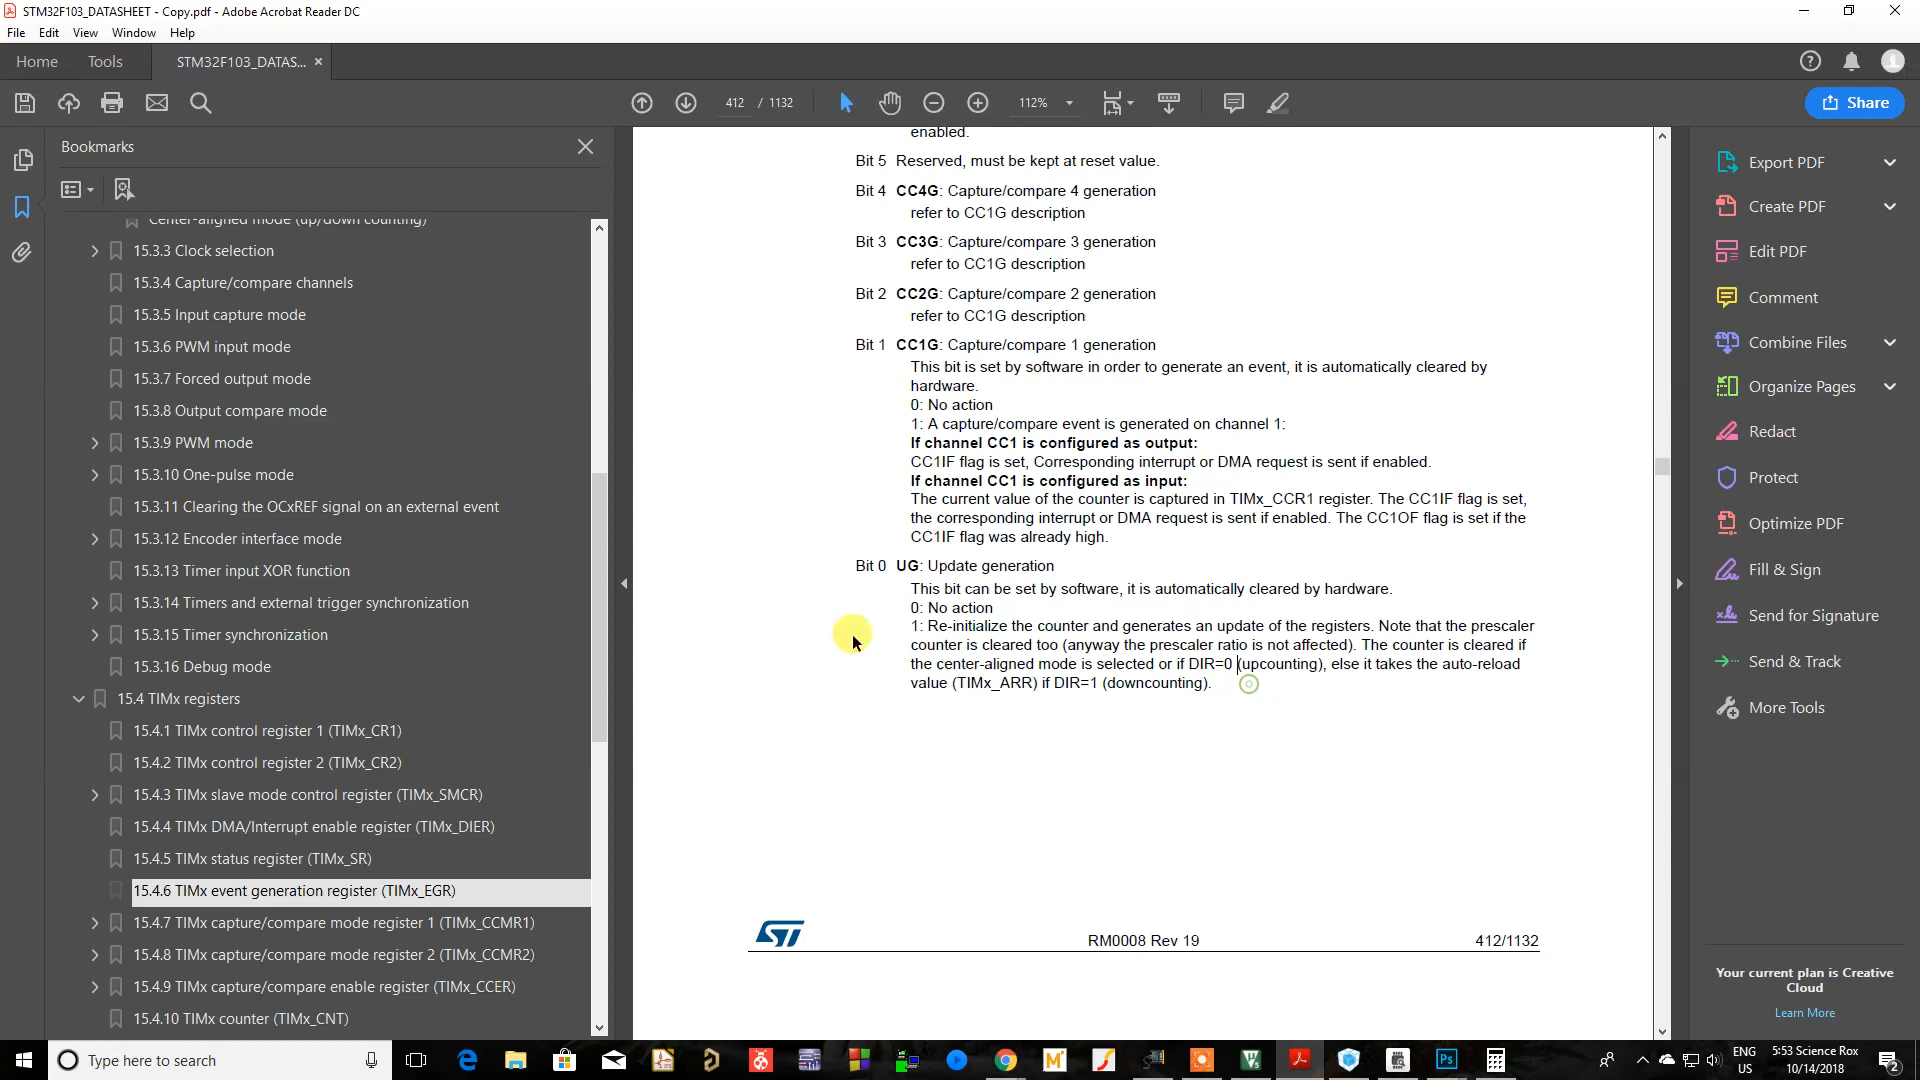 STM32F103_DATASHEET - Copy.pdf - Adobe Acrobat Reader DC
File Edit View Window Help
Home Tools STM32F103_DATAS... ×
412 / 1132 112% Share
Bookmarks
Center-aligned mode (up/down counting)
15.3.3 Clock selection
15.3.4 Capture/compare channels
15.3.5 Input capture mode
15.3.6 PWM input mode
15.3.7 Forced output mode
15.3.8 Output compare mode
15.3.9 PWM mode
15.3.10 One-pulse mode
15.3.11 Clearing the OCxREF signal on an external event
15.3.12 Encoder interface mode
15.3.13 Timer input XOR function
15.3.14 Timers and external trigger synchronization
15.3.15 Timer synchronization
15.3.16 Debug mode
15.4 TIMx registers
15.4.1 TIMx control register 1 (TIMx_CR1)
15.4.2 TIMx control register 2 (TIMx_CR2)
15.4.3 TIMx slave mode control register (TIMx_SMCR)
15.4.4 TIMx DMA/Interrupt enable register (TIMx_DIER)
15.4.5 TIMx status register (TIMx_SR)
15.4.6 TIMx event generation register (TIMx_EGR)
15.4.7 TIMx capture/compare mode register 1 (TIMx_CCMR1)
15.4.8 TIMx capture/compare mode register 2 (TIMx_CCMR2)
15.4.9 TIMx capture/compare enable register (TIMx_CCER)
15.4.10 TIMx counter (TIMx_CNT)
enabled.
Bit 5 Reserved, must be kept at reset value.
Bit 4 CC4G: Capture/compare 4 generation
refer to CC1G description
Bit 3 CC3G: Capture/compare 3 generation
refer to CC1G description
Bit 2 CC2G: Capture/compare 2 generation
refer to CC1G description
Bit 1 CC1G: Capture/compare 1 generation
This bit is set by software in order to generate an event, it is automatically cleared by
hardware.
0: No action
1: A capture/compare event is generated on channel 1:
If channel CC1 is configured as output:
CC1IF flag is set, Corresponding interrupt or DMA request is sent if enabled.
If channel CC1 is configured as input:
The current value of the counter is captured in TIMx_CCR1 register. The CC1IF flag is set,
the corresponding interrupt or DMA request is sent if enabled. The CC1OF flag is set if the
CC1IF flag was already high.
Bit 0 UG: Update generation
This bit can be set by software, it is automatically cleared by hardware.
0: No action
1: Re-initialize the counter and generates an update of the registers. Note that the prescaler
counter is cleared too (anyway the prescaler ratio is not affected). The counter is cleared if
the center-aligned mode is selected or if DIR=0 (upcounting), else it takes the auto-reload
value (TIMx_ARR) if DIR=1 (downcounting).
ST RM0008 Rev 19 412/1132
Export PDF
Create PDF
Edit PDF
Comment
Combine Files
Organize Pages
Redact
Protect
Optimize PDF
Fill & Sign
Send for Signature
Send & Track
More Tools
Your current plan is Creative
Cloud
Learn More
Type here to search
ENG
US
5:53 Science Rox
10/14/2018
2